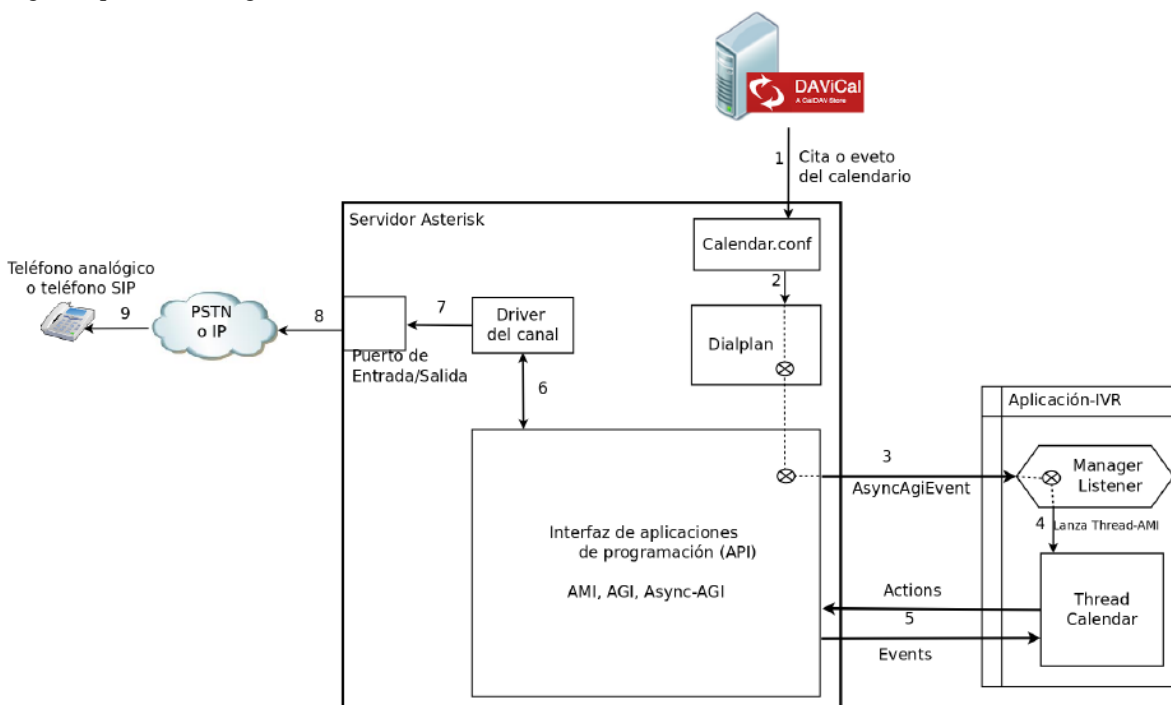 DAViCal
A CalDAV Store
1
Cita o eveto
del calendario
Servidor Asterisk
Calendar.conf
2
Teléfono analógico
o teléfono SIP
9
PSTN
o IP
8
7
Driver
del canal
Dialplan
Puerto de
Entrada/Salida
6
Aplicación-IVR
3
AsyncAgiEvent
Manager
Listener
4
Lanza Thread-AMI
Interfaz de aplicaciones
de programación (API)
AMI, AGI, Async-AGI
Actions
5
Events
Thread
Calendar